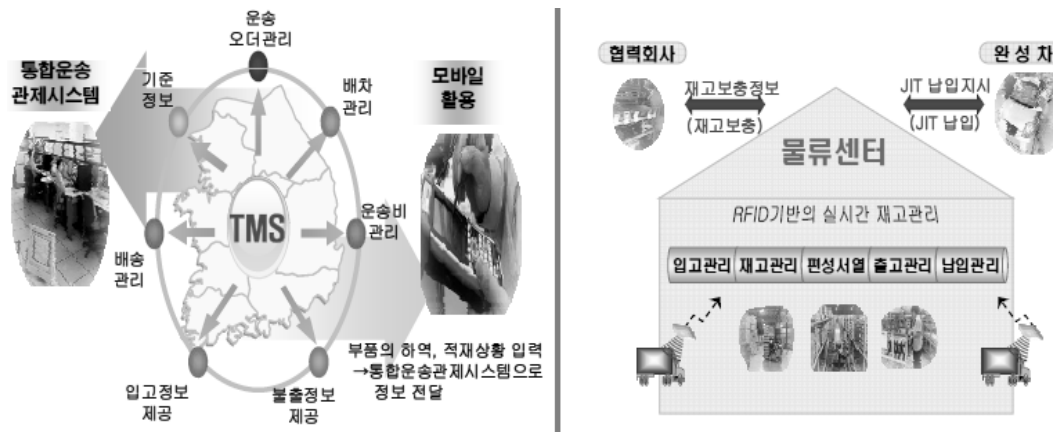 운송
오더관리
통합운송
관제시스템
기준
정보
배차
관리
모바일
활용
TMS
운송비
관리
배송
관리
입고정보
제공
불출정보
제공
부품의 하역, 적재상황 입력
→통합운송관제시스템으로
정보 전달
협력회사
완 성 차
재고보충정보
(재고보충)
JIT 납입지시
(JIT 납입)
물류센터
RFID기반의 실시간 재고관리
입고관리 재고관리 편성서열 출고관리 납입관리